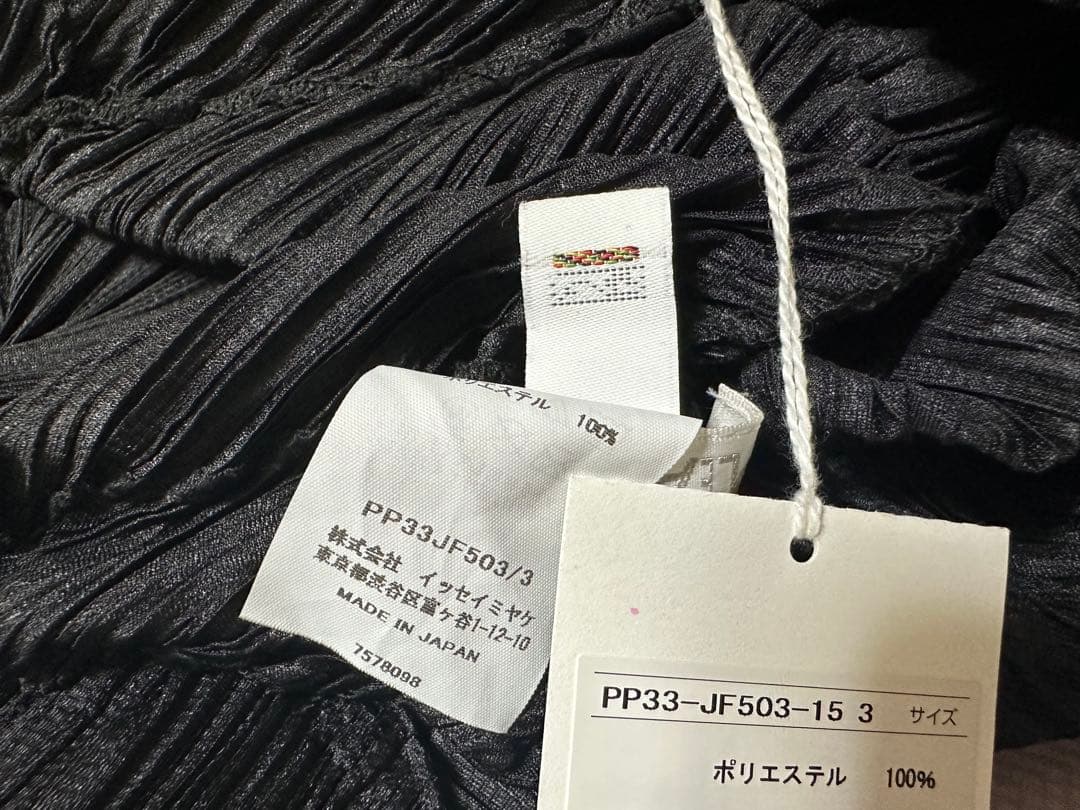 ポリエステル 100%
PP33JF503/3
株式会社 イッセイミヤケ
東京都渋谷区富ケ谷1-12-10
MADE IN JAPAN
7578098
PP33-JF503-15 3 サイズ
ポリエステル 100%